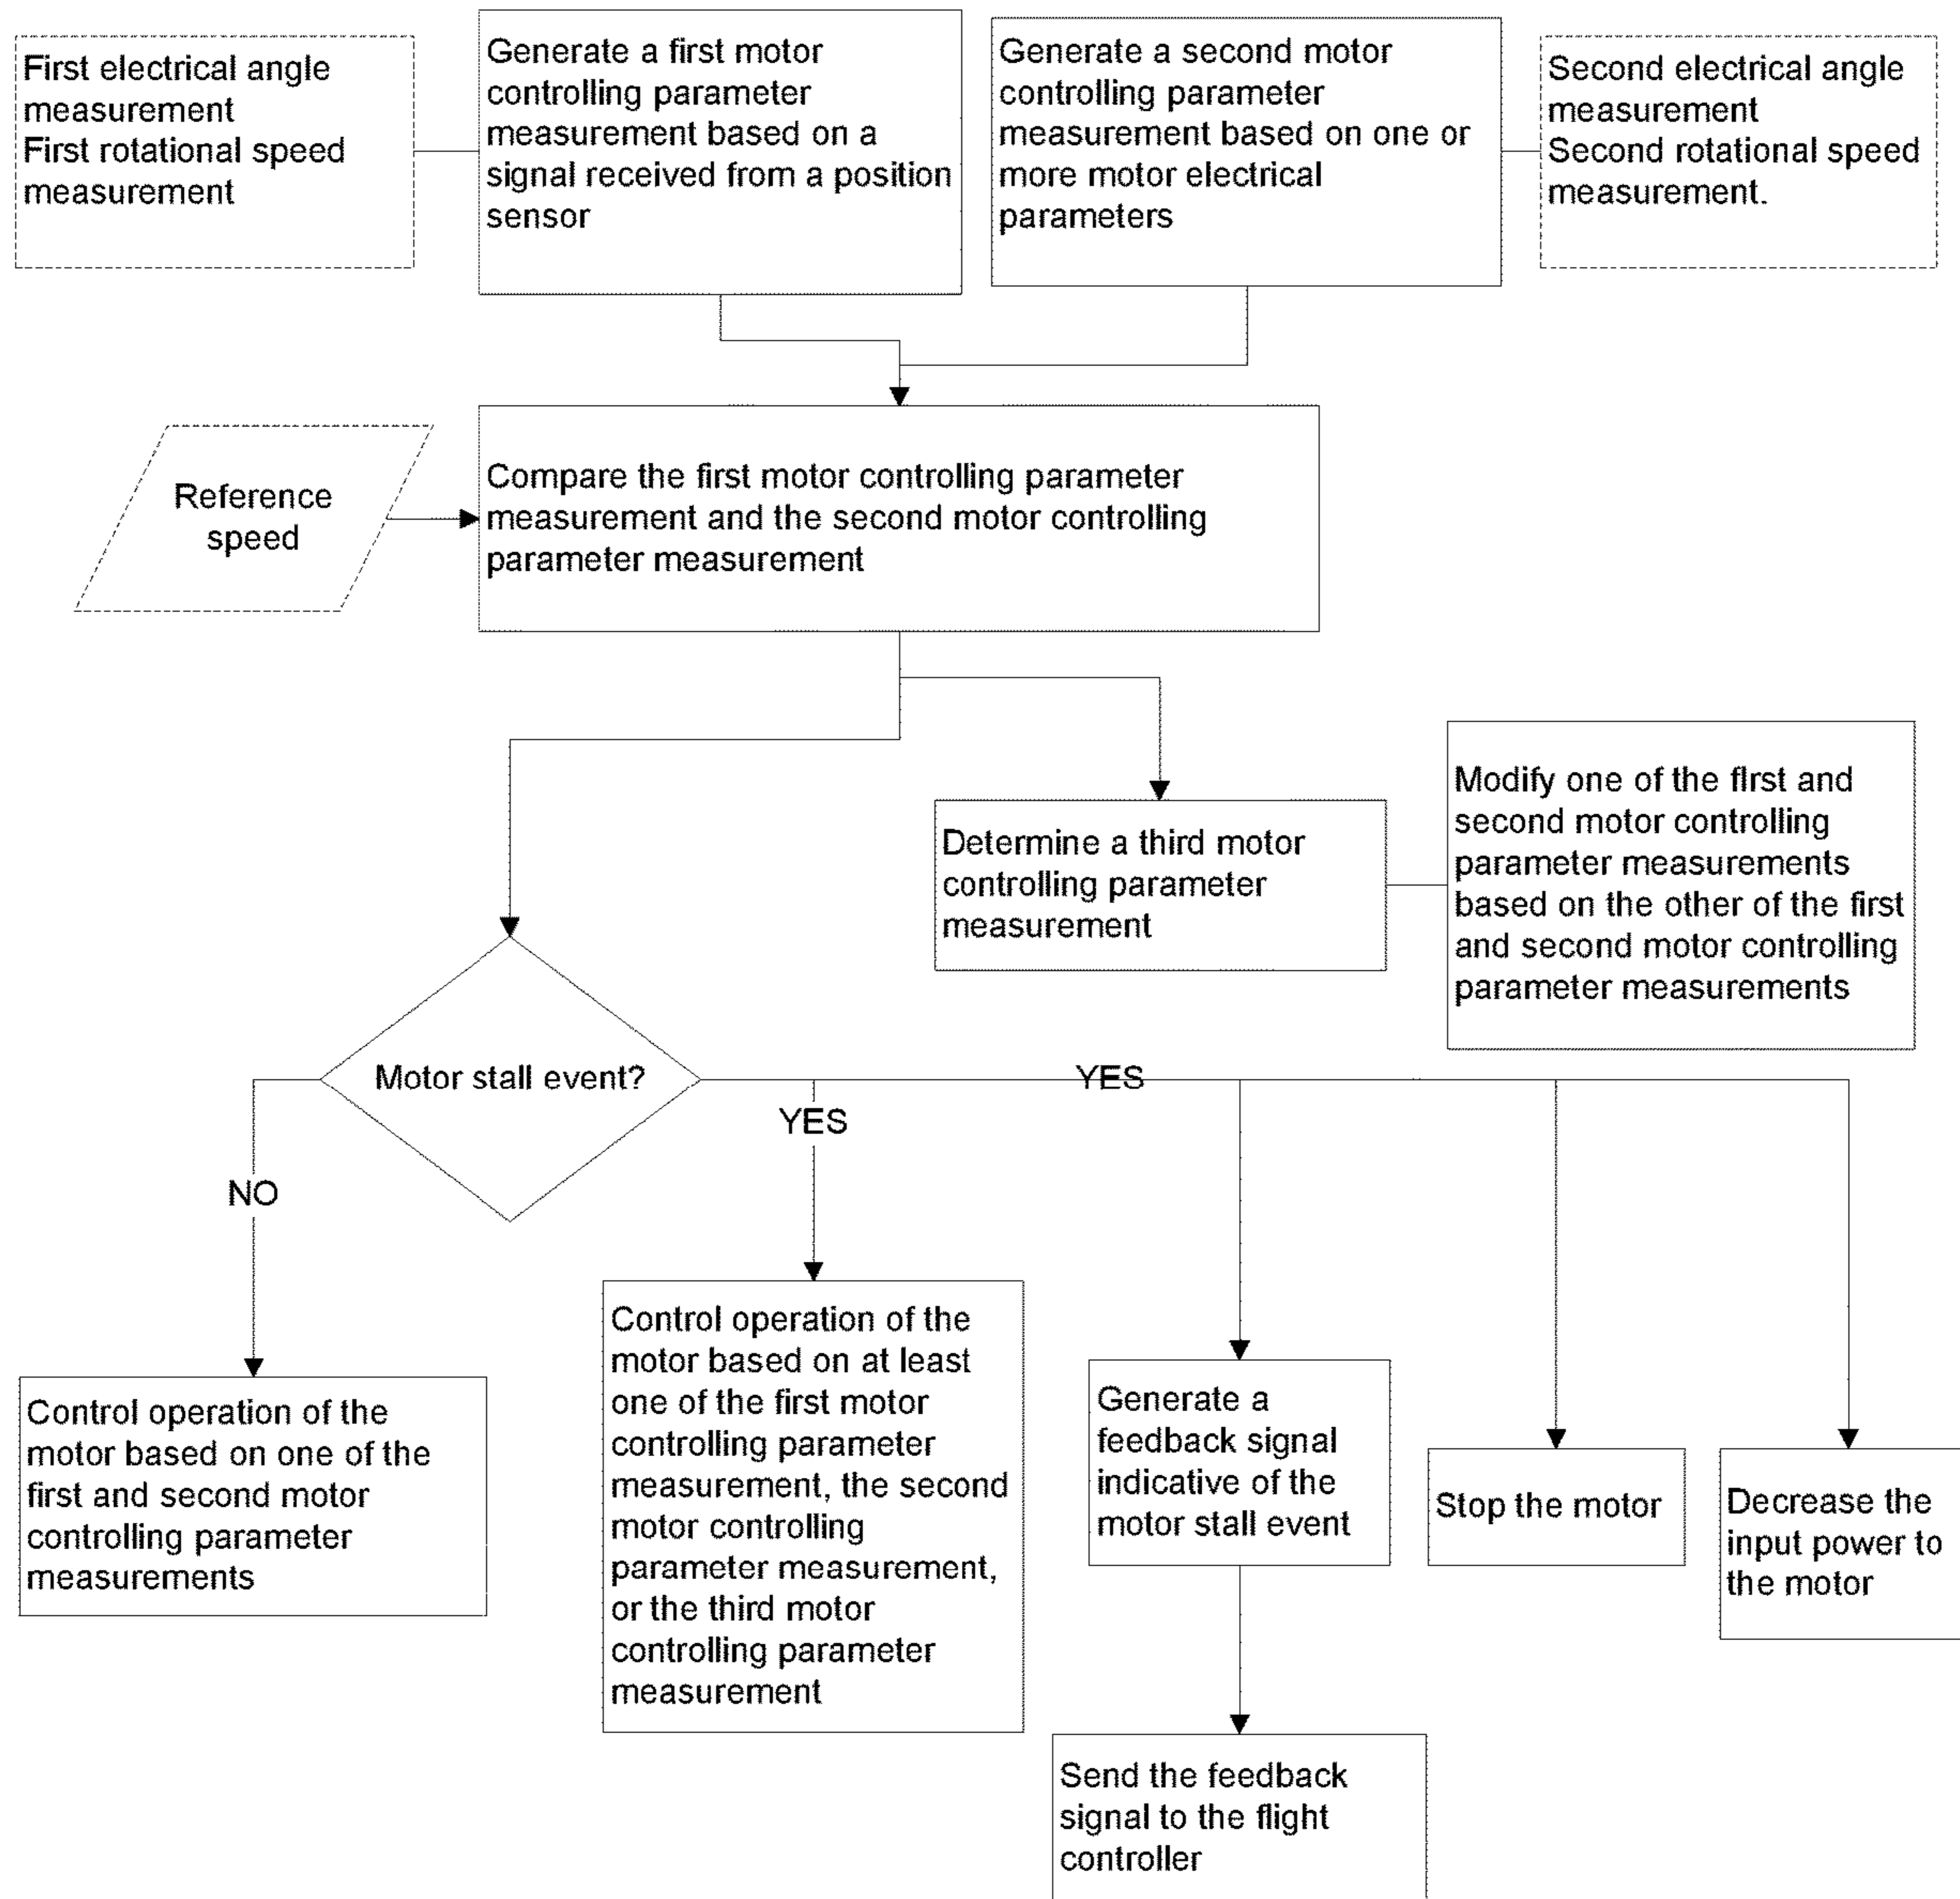 First electrical angle
measurement
First rotational speed
measurement
Generate a first motor
controlling parameter
measurement based on a
signal received from a position
sensor
Generate a second motor
controlling parameter
measurement based on one or
more motor electrical
parameters
Second electrical angle
measurement
Second rotational speed
measurement.
Reference
speed
Compare the first motor controlling parameter
measurement and the second motor controlling
parameter measurement
Determine a third motor
controlling parameter
measurement
Modify one of the first and
second motor controlling
parameter measurements
based on the other of the first
and second motor controlling
parameter measurements
Motor stall event?
YES
YES
NO
Control operation of the
motor based on one of the
first and second motor
controlling parameter
measurements
Control operation of the
motor based on at least
one of the first motor
controlling parameter
measurement, the second
motor controlling
parameter measurement,
or the third motor
controlling parameter
measurement
Generate a
feedback signal
indicative of the
motor stall event
Stop the motor
Decrease the
input power to
the motor
Send the feedback
signal to the flight
controller